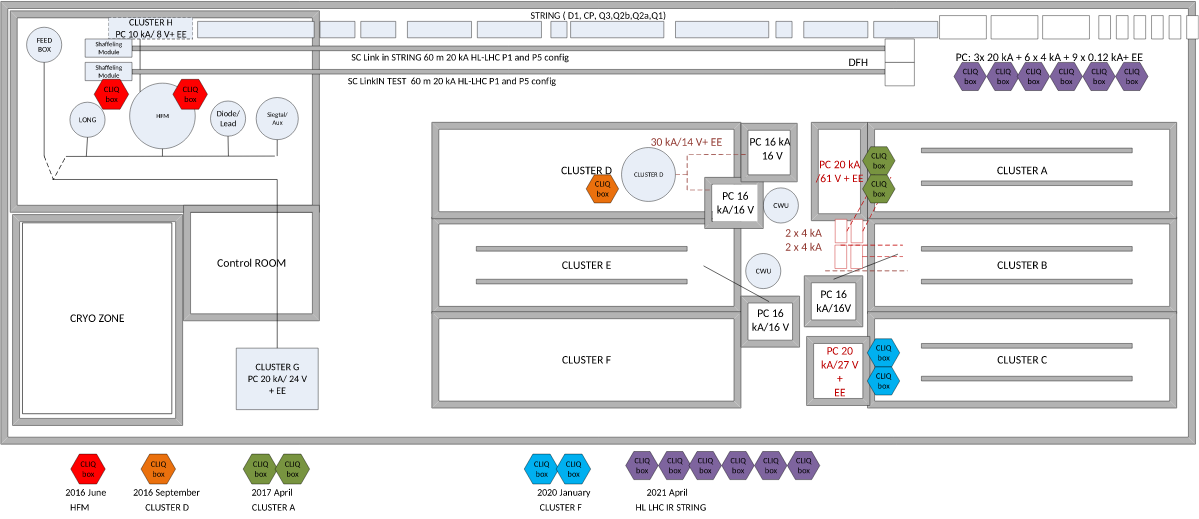 STRING ( D1, CP, Q3,Q2b,Q2a,Q1)
CLUSTER H
PC 10 kA/ 8 V+ EE
FEED
BOX
Shaffeling
Module
Shaffeling
Module
SC Link in STRING 60 m 20 kA HL-LHC P1 and P5 config
SC LinkIN TEST 60 m 20 kA HL-LHC P1 and P5 config
DFH
PC: 3x 20 kA + 6 x 4 kA + 9 x 0.12 kA+ EE
CLIQ
box
CLIQ
box
CLIQ
box
CLIQ
box
CLIQ
box
CLIQ
box
CLIQ
box
CLIQ
box
LONG
HFM
Diode/
Lead
Siegtal/
Aux
30 kA/14 V+ EE
PC 16 kA
16 V
CLUSTER D
CLUSTER D
CLIQ
box
PC 16
kA/16 V
CWU
PC 20 kA
/61 V + EE
CLIQ
box
CLIQ
box
CLUSTER A
2 x 4 kA
2 x 4 kA
Control ROOM
CLUSTER E
CWU
CLUSTER B
PC 16
kA/16V
PC 16
kA/16 V
CRYO ZONE
CLUSTER G
PC 20 kA/ 24 V
+ EE
CLUSTER F
PC 20
kA/27 V
+
EE
CLIQ
box
CLIQ
box
CLUSTER C
CLIQ
box
CLIQ
box
CLIQ
box
CLIQ
box
CLIQ
box
CLIQ
box
CLIQ
box
CLIQ
box
CLIQ
box
CLIQ
box
CLIQ
box
CLIQ
box
2016 June
2016 September
2017 April
2020 January
2021 April
HFM
CLUSTER D
CLUSTER A
CLUSTER F
HL LHC IR STRING